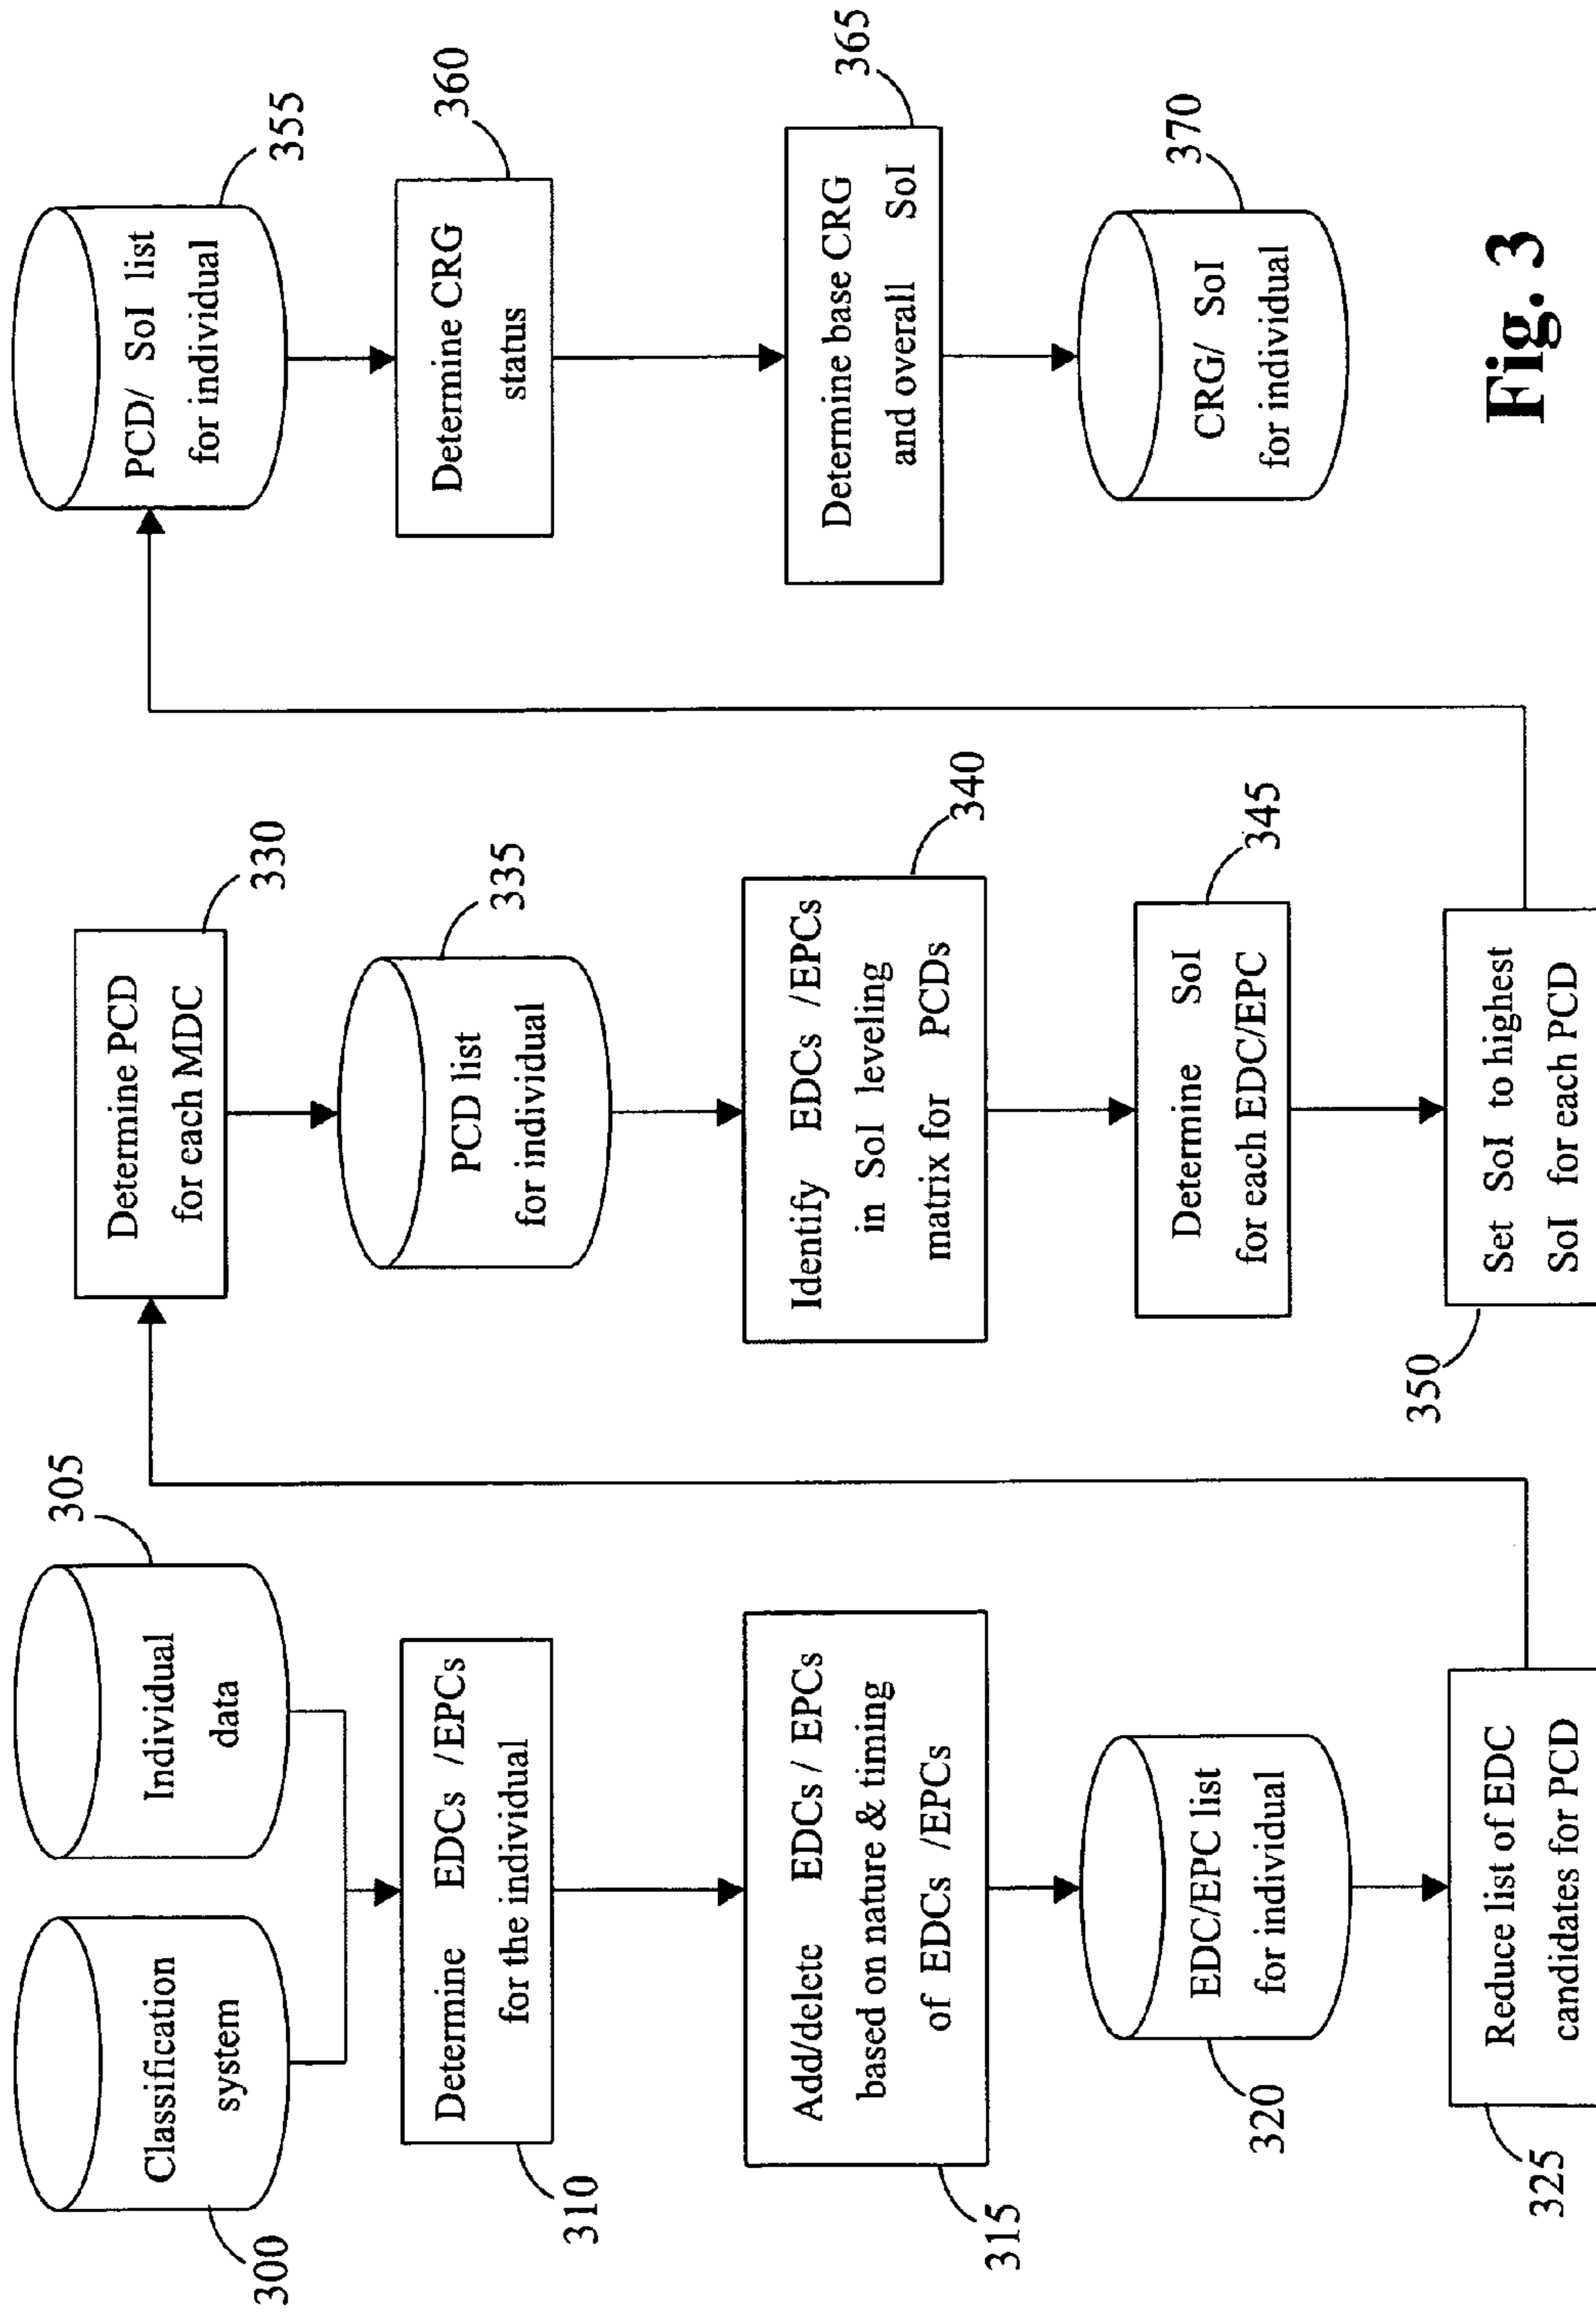 300
Classification
system
305
Individual
data
310
Determine EDCs /EPCs
for the individual
315
Add/delete EDCs/ EPCs
based on nature & timing
of EDCs /EPCs
320
EDC/EPC list
for individual
325
Reduce list of EDC
candidates for PCD
330
Determine PCD
for each MDC
335
PCD list
for individual
340
Identify EDCs /EPCs
in SoI leveling
matrix for PCDs
345
Determine SoI
for each EDC/EPC
350
Set SoI to highest
SoI for each PCD
355
PCD/ SoI list
for individual
360
Determine CRG
status
365
Determine base CRG
and overall SoI
370
CRG/ SoI
for individual
Fig. 3